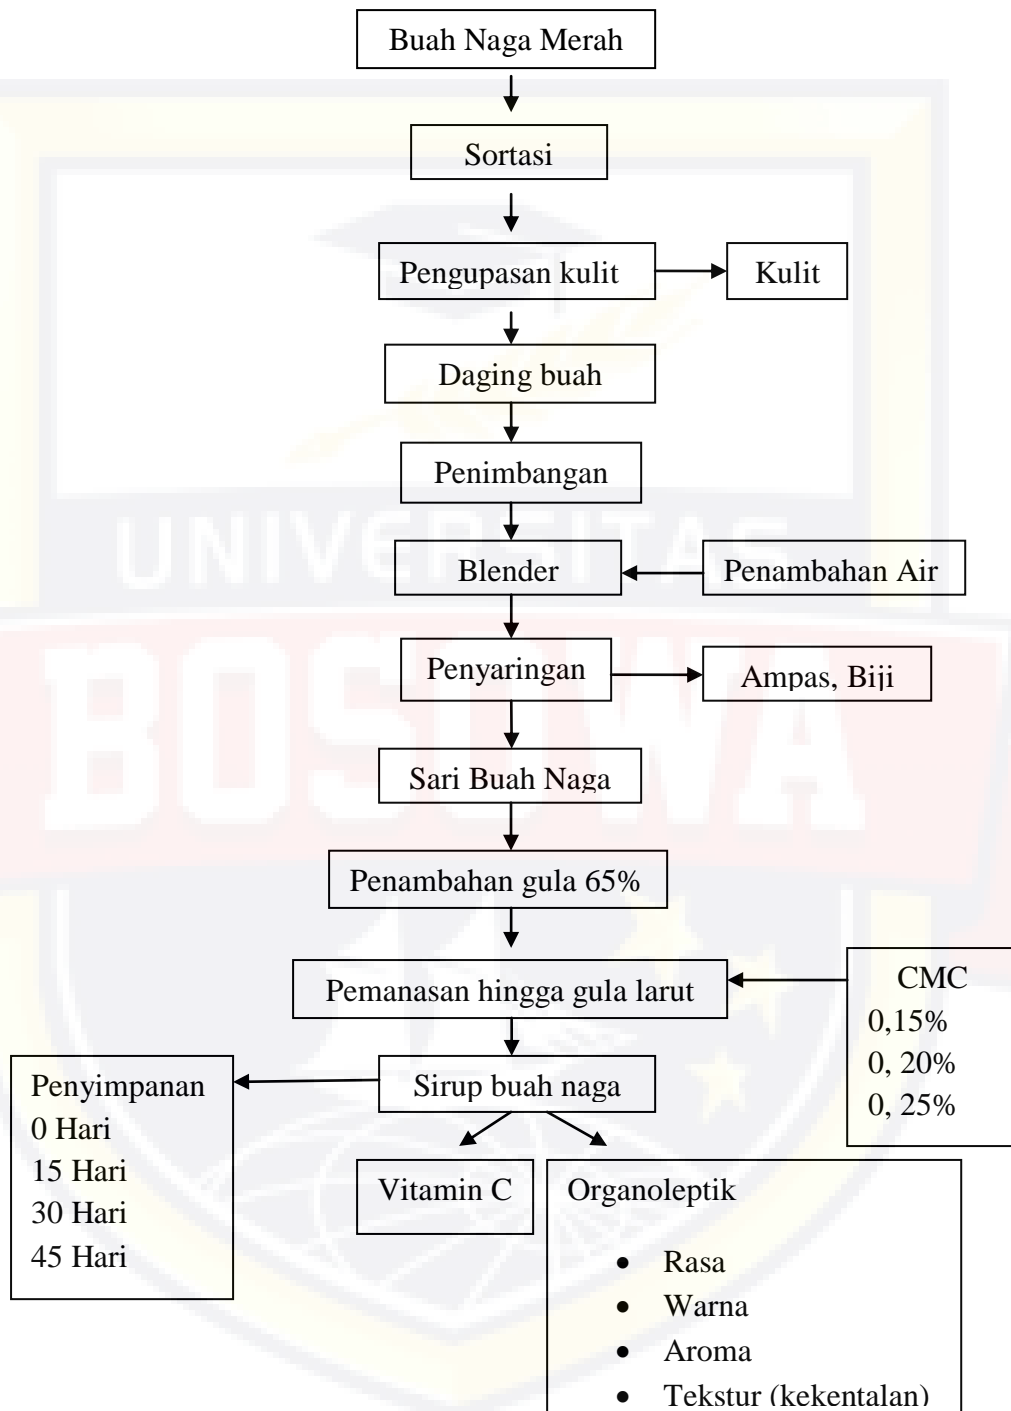 Buah Naga Merah
Sortasi
Pengupasan kulit
Kulit
Daging buah
Penimbangan
Blender
Penambahan Air
Penyaringan
Ampas, Biji
Sari Buah Naga
Penambahan gula 65%
Pemanasan hingga gula larut
CMC
0,15%
0, 20%
0, 25%
Sirup buah naga
Penyimpanan
0 Hari
15 Hari
30 Hari
45 Hari
Vitamin C
Organoleptik
• Rasa
• Warna
• Aroma
• Tekstur (kekentalan)
UNIVERSITAS
BOSOWA